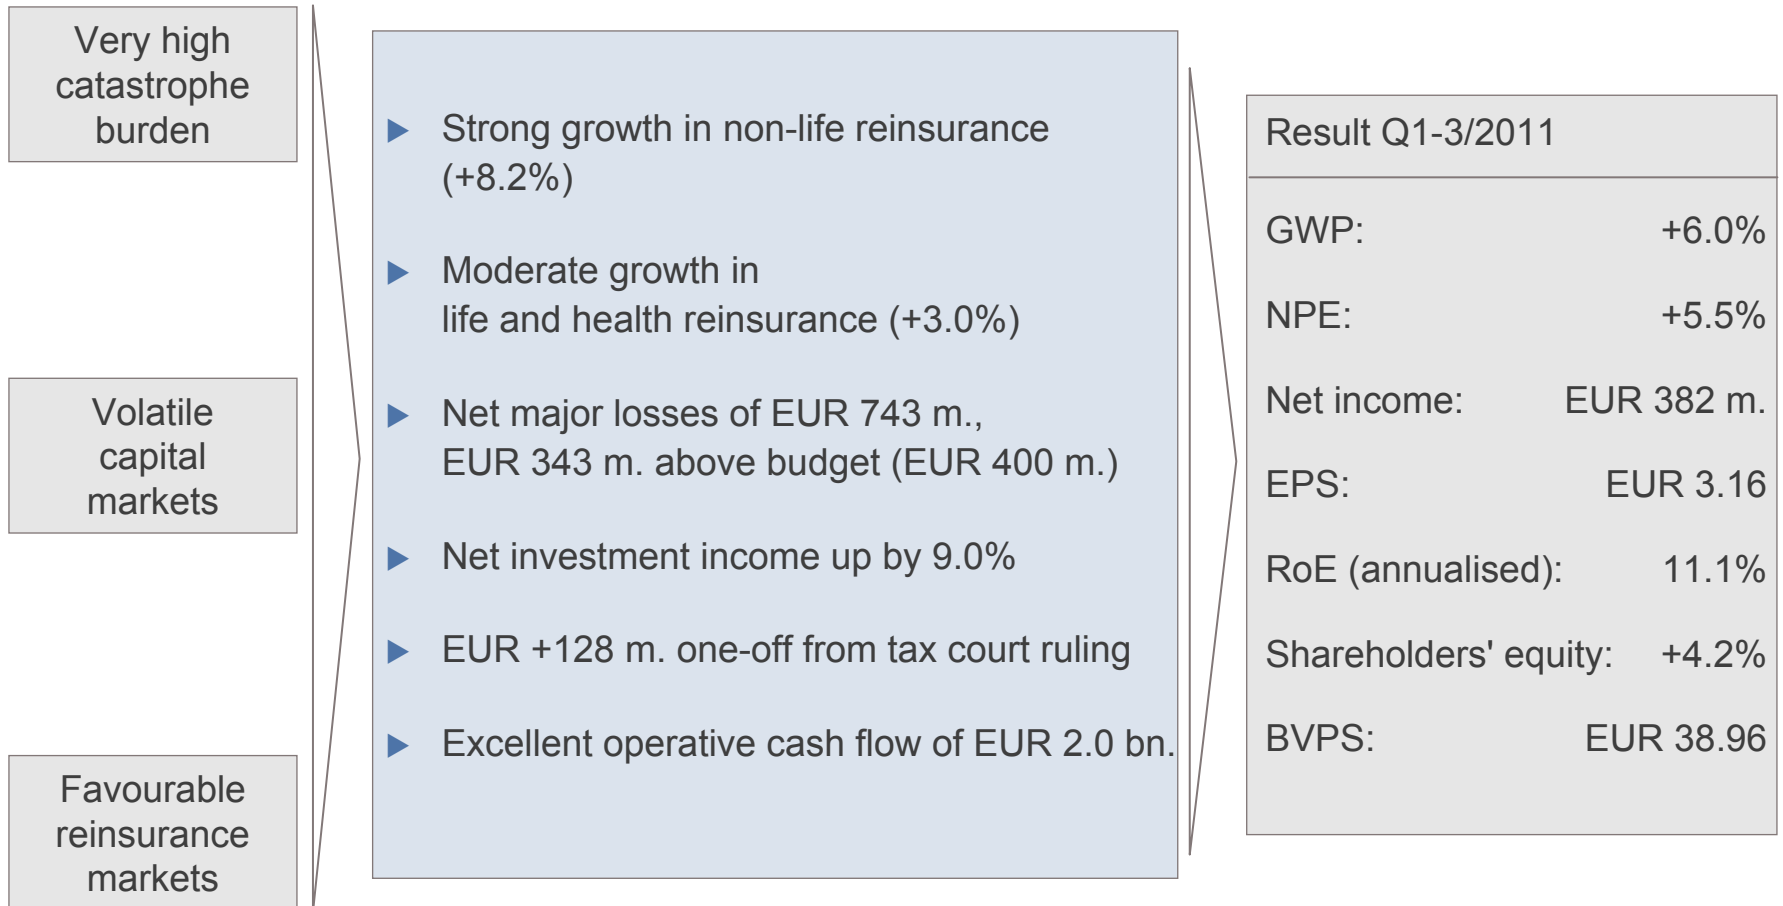 Very high
catastrophe
burden
Volatile
capital
markets
Favourable
reinsurance
markets
Strong growth in non-life reinsurance
(+8.2%)
Moderate growth in
life and health reinsurance (+3.0%)
Net major losses of EUR 743 m.,
EUR 343 m. above budget (EUR 400 m.)
Net investment income up by 9.0%
EUR +128 m. one-off from tax court ruling
Excellent operative cash flow of EUR 2.0 bn.
Result Q1-3/2011
GWP: +6.0%
NPE: +5.5%
Net income: EUR 382 m.
EPS: EUR 3.16
RoE (annualised): 11.1%
Shareholders' equity: +4.2%
BVPS: EUR 38.96